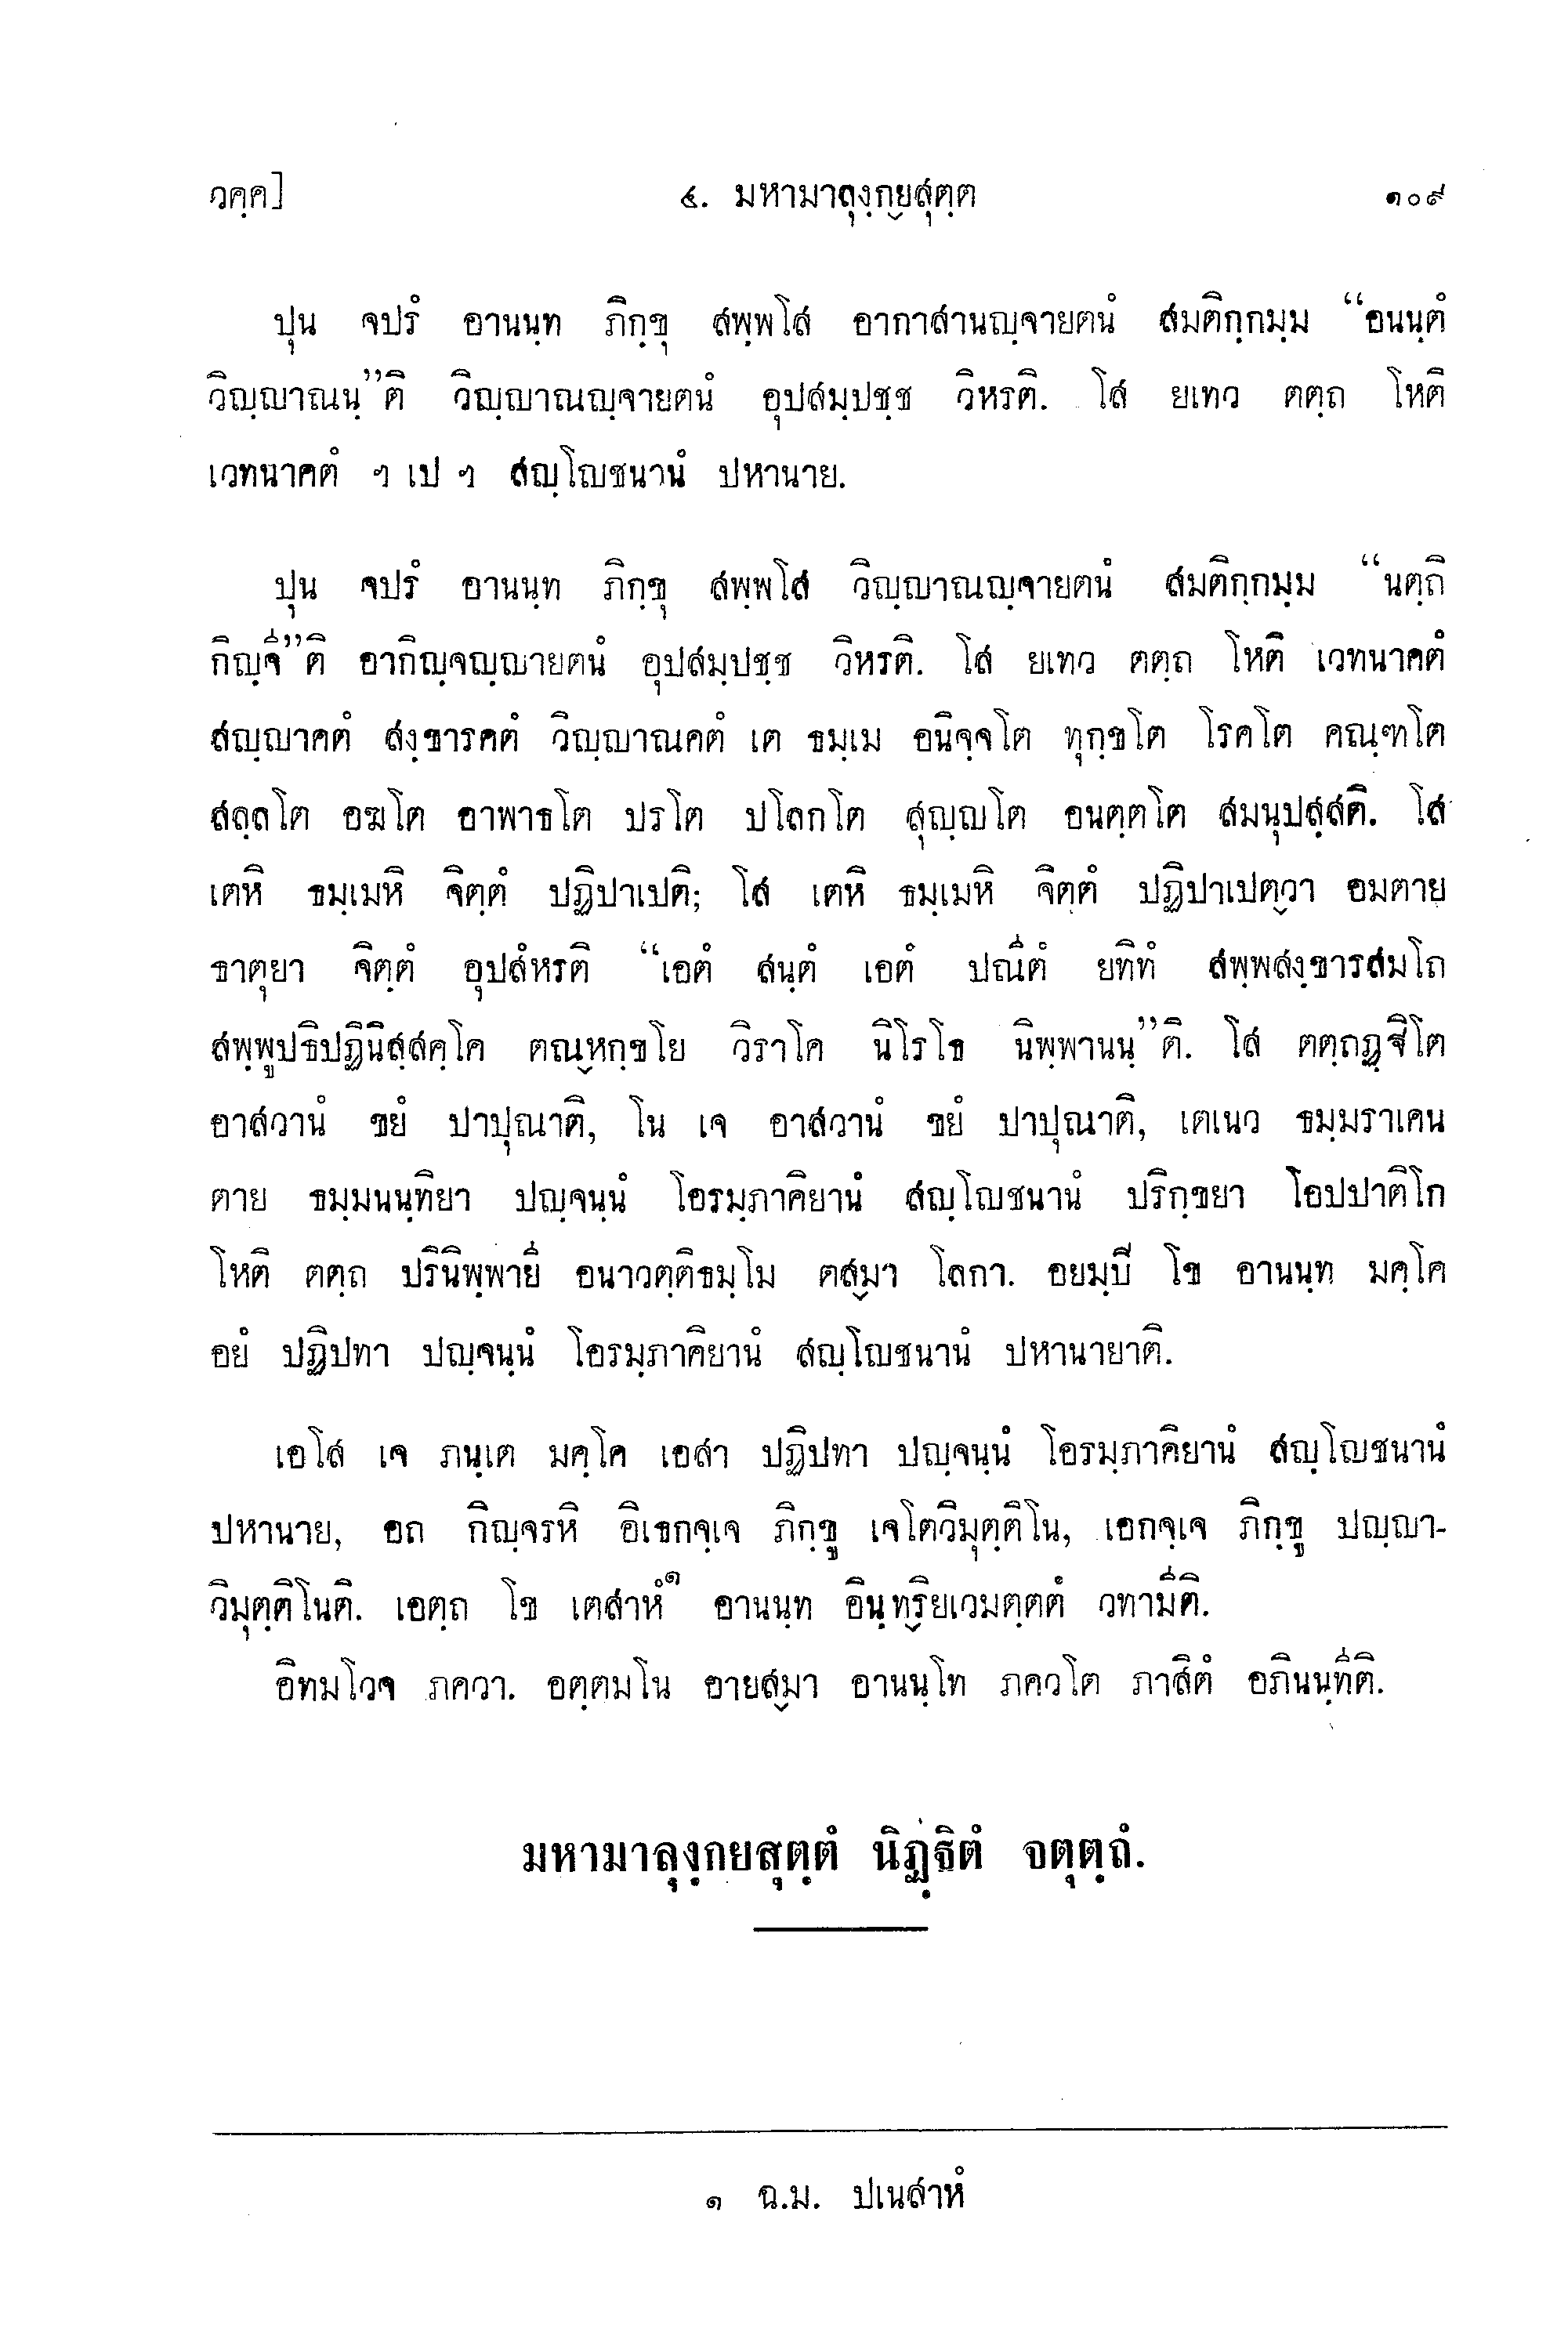 วคฺค]
๔. มหามาลุงฺกฺยสุตฺต
๑๐๙
ปุน จปรํ อานนฺท ภิกฺขุ สพฺพโส อากาสานญฺจายตนํ สมติกฺกมฺม “อนนฺตํ
วิญฺญาณนฺ”ติ วิญฺญาณญฺจายตนํ อุปสมฺปชฺช วิหรติ. โส ยเทว ตตฺถ โหติ
เวทนาคตํ ฯ เป ฯ สญฺโญชนานํ ปหานาย.
ปุน จปรํ อานนฺท ภิกฺขุ สพฺพโส วิญฺญาณญฺจายตนํ สมติกฺกมฺม “นตฺถิ
กิญฺจิ”ติ อากิญฺจญฺญายตนํ อุปสมฺปชฺช วิหรติ. โส ยเทว ตตฺถ โหติ เวทนาคตํ
สญฺญาคตํ สงฺขารคตํ วิญฺญาณคตํ เต ธมฺเม อนิจฺจโต ทุกฺขโต โรคโต คณฺฑโต
สลฺลโต อฆโต อาพาธโต ปรโต ปโลกโต สุญฺญโต อนตฺตโต สมนุปสฺสติ. โส
เตหิ ธมฺเมหิ จิตฺตํ ปฏิปาเปติ; โส เตหิ ธมฺเมหิ จิตฺตํ ปฏิปาเปตฺวา อมตาย
ธาตุยา จิตฺตํ อุปสํหรติ “เอตํ สนฺตํ เอตํ ปณีตํ ยทิทํ สพฺพสงฺขารสมโถ
สพฺพูปธิปฏินิสฺสคฺโค ตณฺหกฺขโย วิราโค นิโรโธ นิพฺพานนฺ”ติ. โส ตตฺถฏฺฐิโต
อาสวานํ ขยํ ปาปุณาติ, โน เจ อาสวานํ ขยํ ปาปุณาติ, เตเนว ธมฺมราเคน
ตาย ธมฺมนนฺทิยา ปญฺจนฺนํ โอรมฺภาคิยานํ สญฺโญชนานํ ปริกฺขยา โอปปาติโก
โหติ ตตฺถ ปรินิพฺพายี อนาวตฺติธมฺโม ตสฺมา โลกา. อยมฺปี โข อานนฺท มคฺโค
อยํ ปฏิปทา ปญฺจนฺนํ โอรมฺภาคิยานํ สญฺโญชนานํ ปหานายาติ.
เอโส เจ ภนฺเต มคฺโค เอสา ปฏิปทา ปญฺจนฺนํ โอรมฺภาคิยานํ สญฺโญชนานํ
ปหานาย, อถ กิญฺจรหิ อิเธกจฺเจ ภิกฺขู เจโตวิมุตฺติโน, เอกจฺเจ ภิกฺขู ปญฺญา-
วิมุตฺติโนติ. เอตฺถ โข เตสาหํ๑ อานนฺท อินฺทฺริยเวมตฺตตํ วทามีติ.
อิทมโวจ ภควา. อตฺตมโน อายสฺมา อานนฺโท ภควโต ภาสิตํ อภินนฺทีติ.
มหามาลุงฺกยสุตฺตํ นิฏฺฐิตํ จตุตฺถํ.
๑ ฉ.ม. ปเนสาหํ